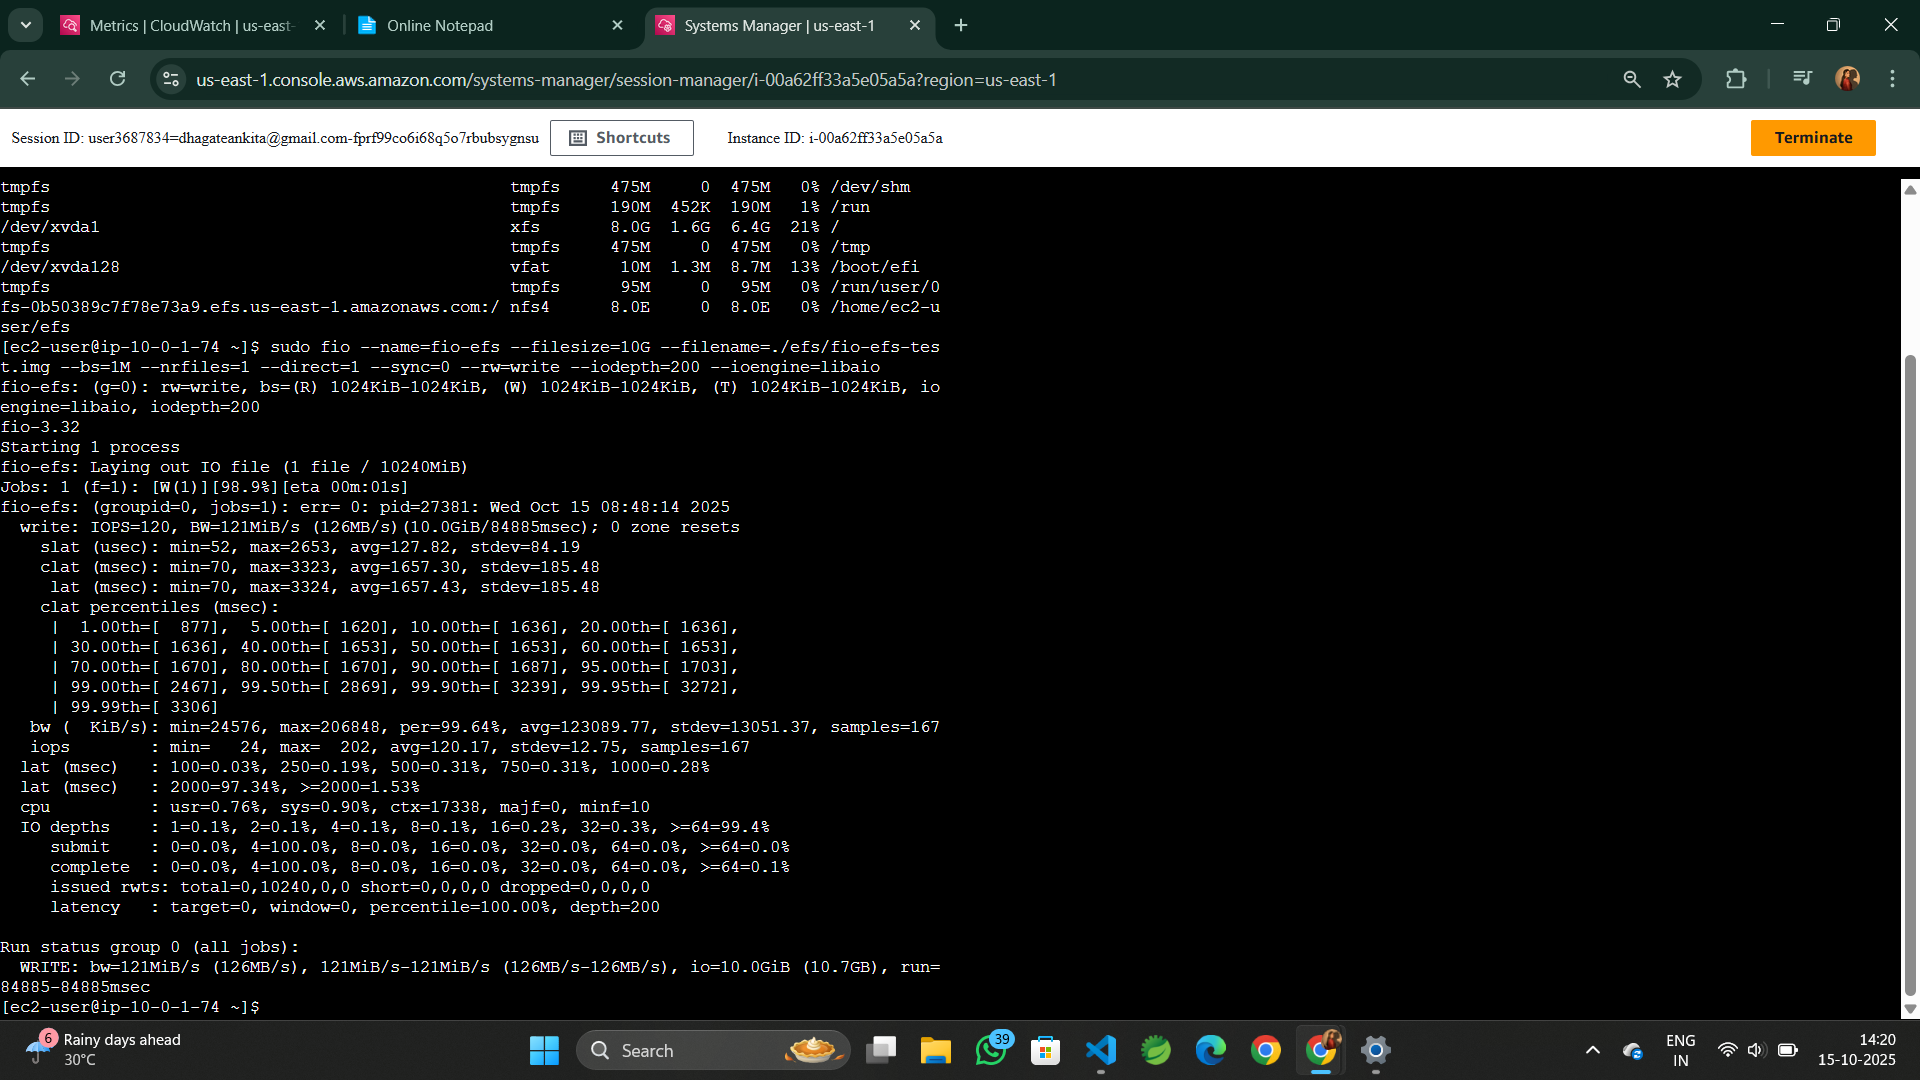 Metrics | CloudWatch | us-east-
Online Notepad
Systems Manager | us-east-1
us-east-1.console.aws.amazon.com/systems-manager/session-manager/i-00a62ff33a5e05a5a?region=us-east-1
Session ID: user3687834=dhagateankita@gmail.com-fprf99co6i68q5o7rbubsygnsu
Shortcuts
Instance ID: i-00a62ff33a5e05a5a
Terminate
tmpfs tmpfs 475M 0 475M 0% /dev/shm
tmpfs tmpfs 190M 452K 190M 1% /run
/dev/xvda1 xfs 8.0G 1.6G 6.4G 21% /
tmpfs tmpfs 475M 0 475M 0% /tmp
/dev/xvda128 vfat 10M 1.3M 8.7M 13% /boot/efi
tmpfs tmpfs 95M 0 95M 0% /run/user/0
fs-0b50389c7f78e73a9.efs.us-east-1.amazonaws.com:/ nfs4 8.0E 0 8.0E 0% /home/ec2-u
ser/efs
[ec2-user@ip-10-0-1-74 ~]$ sudo fio --name=fio-efs --filesize=10G --filename=./efs/fio-efs-tes
t.img --bs=1M --nrfiles=1 --direct=1 --sync=0 --rw=write --iodepth=200 --ioengine=libaio
fio-efs: (g=0): rw=write, bs=(R) 1024KiB-1024KiB, (W) 1024KiB-1024KiB, (T) 1024KiB-1024KiB, io
engine=libaio, iodepth=200
fio-3.32
Starting 1 process
fio-efs: Laying out IO file (1 file / 10240MiB)
Jobs: 1 (f=1): [W(1)][98.9%][eta 00m:01s]
fio-efs: (groupid=0, jobs=1): err= 0: pid=27381: Wed Oct 15 08:48:14 2025
write: IOPS=120, BW=121MiB/s (126MB/s)(10.0GiB/84885msec); 0 zone resets
slat (usec): min=52, max=2653, avg=127.82, stdev=84.19
clat (msec): min=70, max=3323, avg=1657.30, stdev=185.48
lat (msec): min=70, max=3324, avg=1657.43, stdev=185.48
clat percentiles (msec):
| 1.00th=[ 877], 5.00th=[ 1620], 10.00th=[ 1636], 20.00th=[ 1636],
| 30.00th=[ 1636], 40.00th=[ 1653], 50.00th=[ 1653], 60.00th=[ 1653],
| 70.00th=[ 1670], 80.00th=[ 1670], 90.00th=[ 1687], 95.00th=[ 1703],
| 99.00th=[ 2467], 99.50th=[ 2869], 99.90th=[ 3239], 99.95th=[ 3272],
| 99.99th=[ 3306]
bw ( KiB/s): min=24576, max=206848, per=99.64%, avg=123089.77, stdev=13051.37, samples=167
iops : min= 24, max= 202, avg=120.17, stdev=12.75, samples=167
lat (msec) : 100=0.03%, 250=0.19%, 500=0.31%, 750=0.31%, 1000=0.28%
lat (msec) : 2000=97.34%, >=2000=1.53%
cpu : usr=0.76%, sys=0.90%, ctx=17338, majf=0, minf=10
IO depths : 1=0.1%, 2=0.1%, 4=0.1%, 8=0.1%, 16=0.2%, 32=0.3%, >=64=99.4%
submit : 0=0.0%, 4=100.0%, 8=0.0%, 16=0.0%, 32=0.0%, 64=0.0%, >=64=0.0%
complete : 0=0.0%, 4=100.0%, 8=0.0%, 16=0.0%, 32=0.0%, 64=0.0%, >=64=0.1%
issued rwts: total=0,10240,0,0 short=0,0,0,0 dropped=0,0,0,0
latency : target=0, window=0, percentile=100.00%, depth=200
Run status group 0 (all jobs):
WRITE: bw=121MiB/s (126MB/s), 121MiB/s-121MiB/s (126MB/s-126MB/s), io=10.0GiB (10.7GB), run=
84885-84885msec
[ec2-user@ip-10-0-1-74 ~]$
6
Rainy days ahead
30°C
Search
39
ENG
IN
14:20
15-10-2025